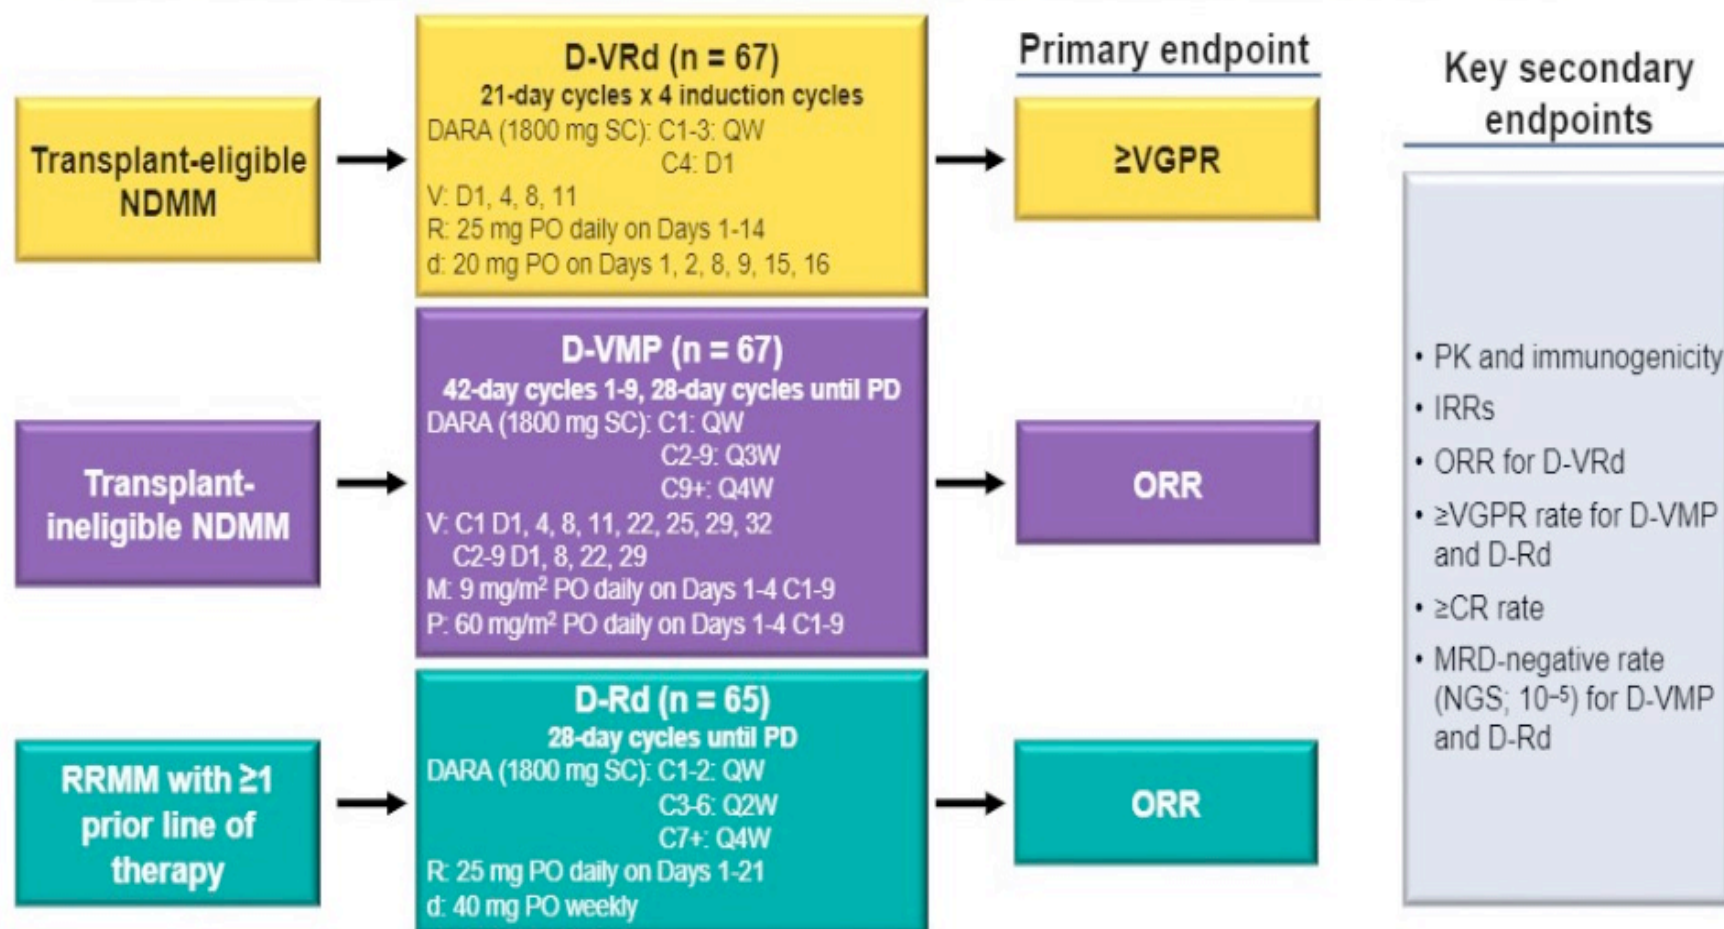 Transplant-eligible
NDMM
D-VRd (n = 67)
21-day cycles x 4 induction cycles
DARA (1800 mg SC): C1-3: QW
C4: D1
V: D1, 4, 8, 11
R: 25 mg PO daily on Days 1-14
d: 20 mg PO on Days 1, 2, 8, 9, 15, 16
Primary endpoint
≥VGPR
Transplant-
ineligible NDMM
D-VMP (n = 67)
42-day cycles 1-9, 28-day cycles until PD
DARA (1800 mg SC): C1: QW
C2-9: Q3W
C9+: Q4W
V: C1 D1, 4, 8, 11, 22, 25, 29, 32
C2-9 D1, 8, 22, 29
M: 9 mg/m² PO daily on Days 1-4 C1-9
P: 60 mg/m² PO daily on Days 1-4 C1-9
ORR
RRMM with ≥1
prior line of
therapy
D-Rd (n = 65)
28-day cycles until PD
DARA (1800 mg SC): C1-2: QW
C3-6: Q2W
C7+: Q4W
R: 25 mg PO daily on Days 1-21
d: 40 mg PO weekly
ORR
Key secondary
endpoints
• PK and immunogenicity
• IRRs
• ORR for D-VRd
• ≥VGPR rate for D-VMP
and D-Rd
• ≥CR rate
• MRD-negative rate
(NGS; 10⁻⁵) for D-VMP
and D-Rd